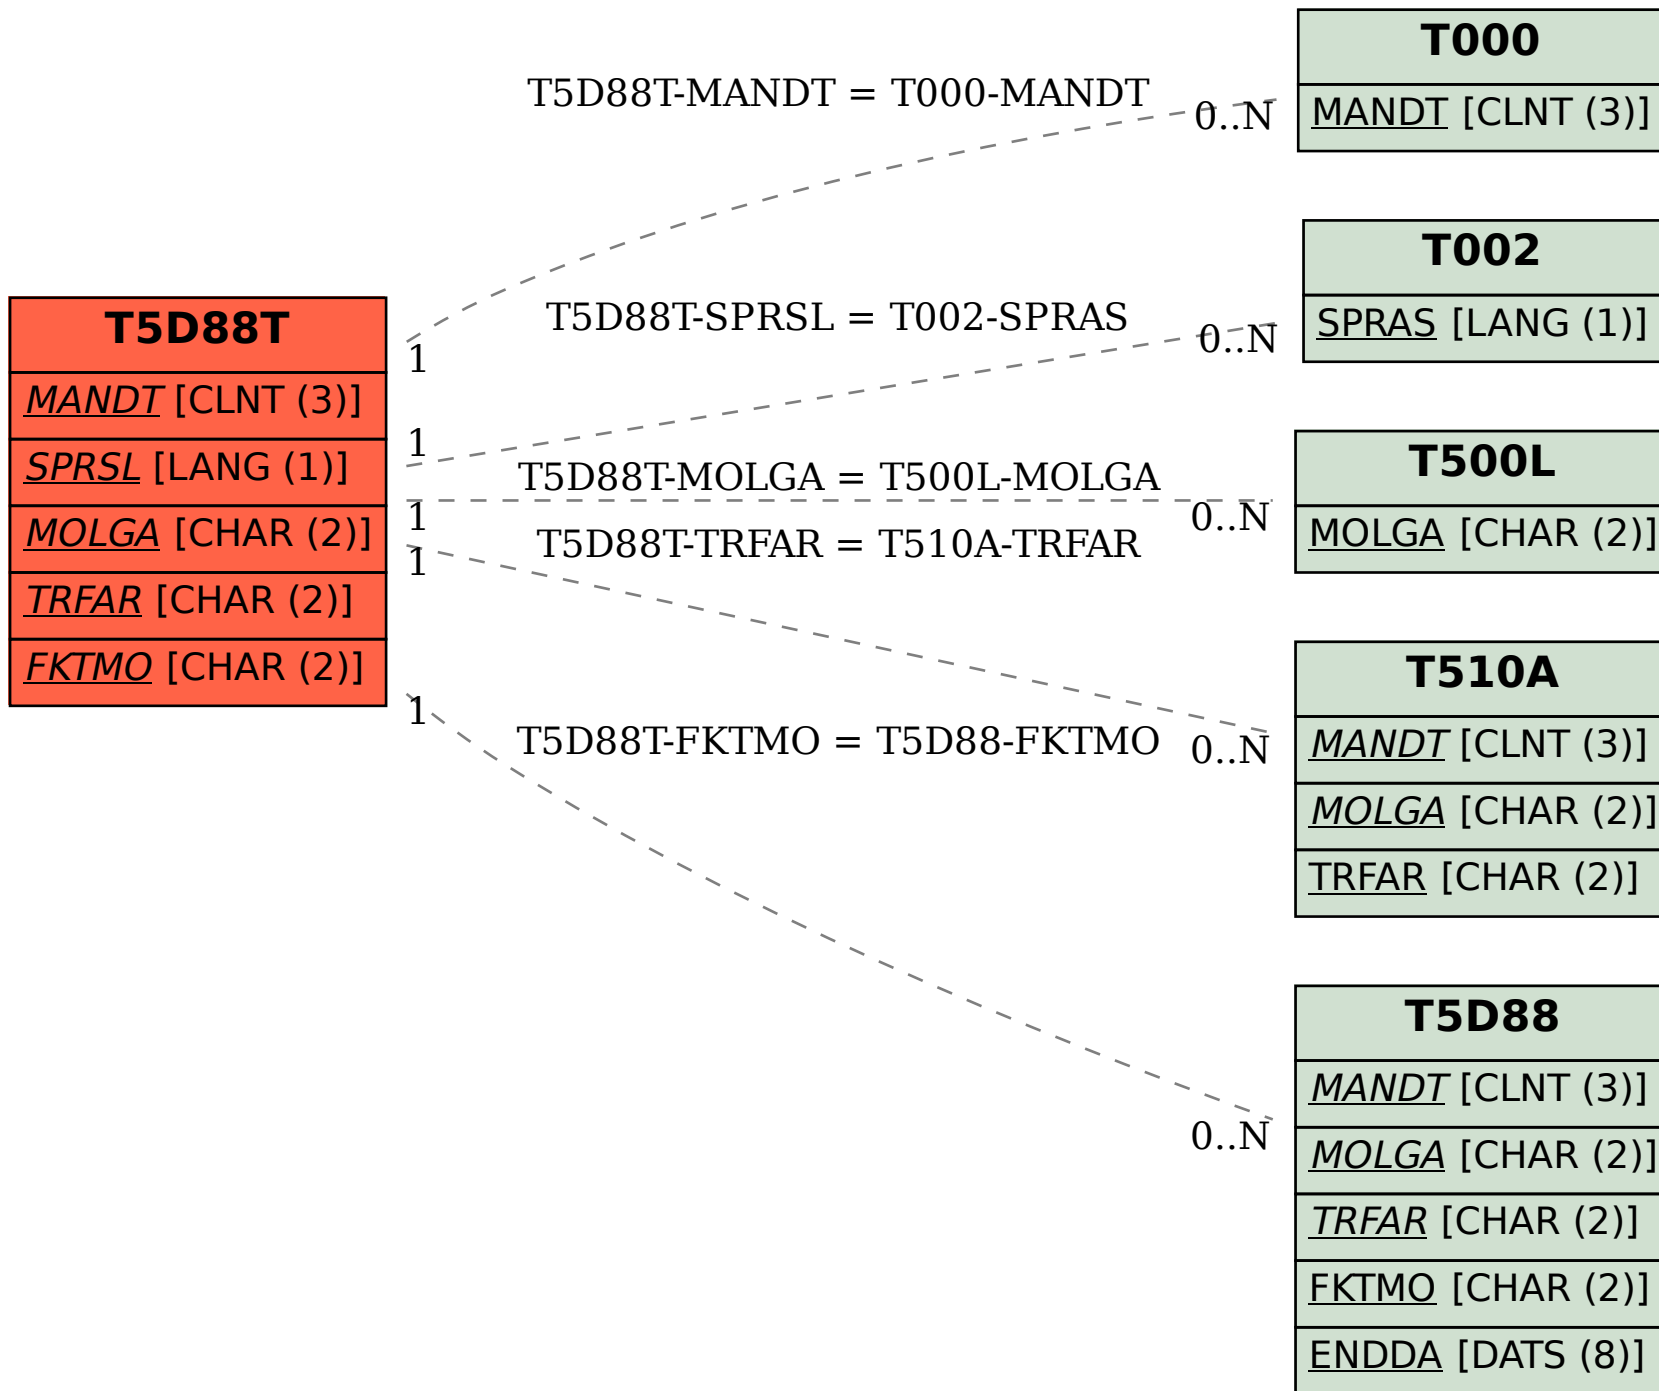 T5D88T
MANDT [CLNT (3)]
SPRSL [LANG (1)]
MOLGA [CHAR (2)]
TRFAR [CHAR (2)]
FKTMO [CHAR (2)]
T5D88T-MANDT = T000-MANDT
0..N
1
T5D88T-SPRSL = T002-SPRAS
0..N
1
T5D88T-MOLGA = T500L-MOLGA
0..N
1
T5D88T-TRFAR = T510A-TRFAR
1
0..N
T5D88T-FKTMO = T5D88-FKTMO
1
0..N
T000
MANDT [CLNT (3)]
T002
SPRAS [LANG (1)]
T500L
MOLGA [CHAR (2)]
T510A
MANDT [CLNT (3)]
MOLGA [CHAR (2)]
TRFAR [CHAR (2)]
T5D88
MANDT [CLNT (3)]
MOLGA [CHAR (2)]
TRFAR [CHAR (2)]
FKTMO [CHAR (2)]
ENDDA [DATS (8)]